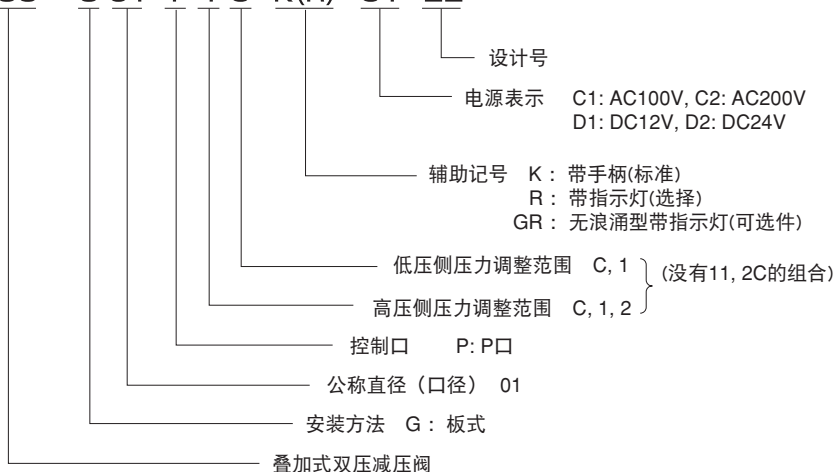 设计号
电源表示 C1: AC100V, C2: AC200V
D1: DC12V, D2: DC24V
辅助记号 K : 带手柄(标准)
R : 带指示灯(选择)
GR : 无浪涌型带指示灯(可选件)
低压侧压力调整范围 C, 1
(没有11, 2C的组合)
高压侧压力调整范围 C, 1, 2
控制口 P: P口
公称直径（口径） 01
安装方法 G : 板式
叠加式双压减压阀